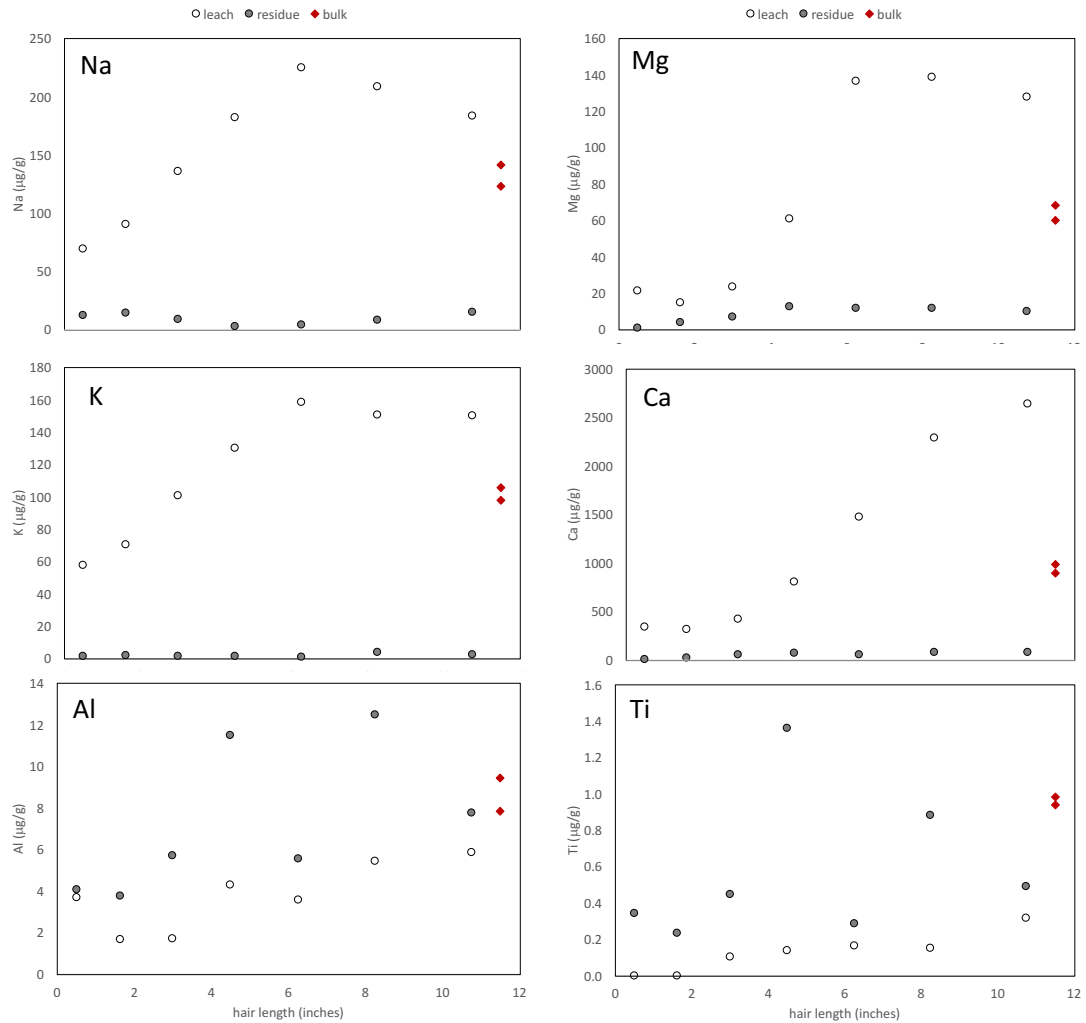 leach residue bulk
Na
250
200
150
100
50
0
Na (µg/g)
leach residue bulk
Mg
160
140
120
100
80
60
40
20
0
Mg (µg/g)
K
180
160
140
120
100
80
60
40
20
0
K (µg/g)
Ca
3000
2500
2000
1500
1000
500
0
Ca (µg/g)
Al
14
12
10
8
6
4
2
0
Al (µg/g)
0 2 4 6 8 10 12
hair length (inches)
Ti
1.6
1.4
1.2
1.0
0.8
0.6
0.4
0.2
0.0
Ti (µg/g)
0 2 4 6 8 10 12
hair length (inches)